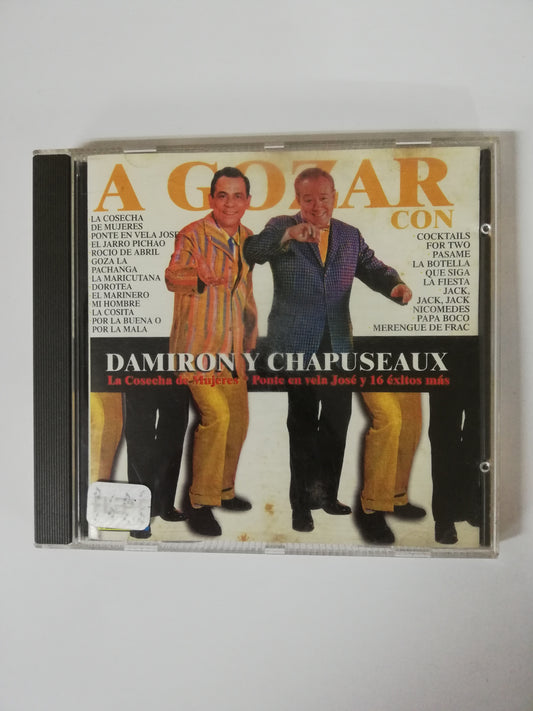 A GOZAR
CON
LA COSECHA
DE MUJERES
PONTE EN VELA JOSE
EL JARRO PICHAO
ROCIO DE ABRIL
GOZA LA
PACHANGA
LA MARICUTANA
DOROTEA
EL MARINERO
MI HOMBRE
LA COSITA
POR LA BUENA O
POR LA MALA
COCKTAILS
FOR TWO
PASAME
LA BOTELLA
QUE SIGA
LA FIESTA
JACK,
JACK, JACK
NICOMEDES
PAPA BOCO
MERENGUE DE FRAC
DAMIRON Y CHAPUSEAUX
La Cosecha de Mujeres * Ponte en vela José y 16 éxitos más